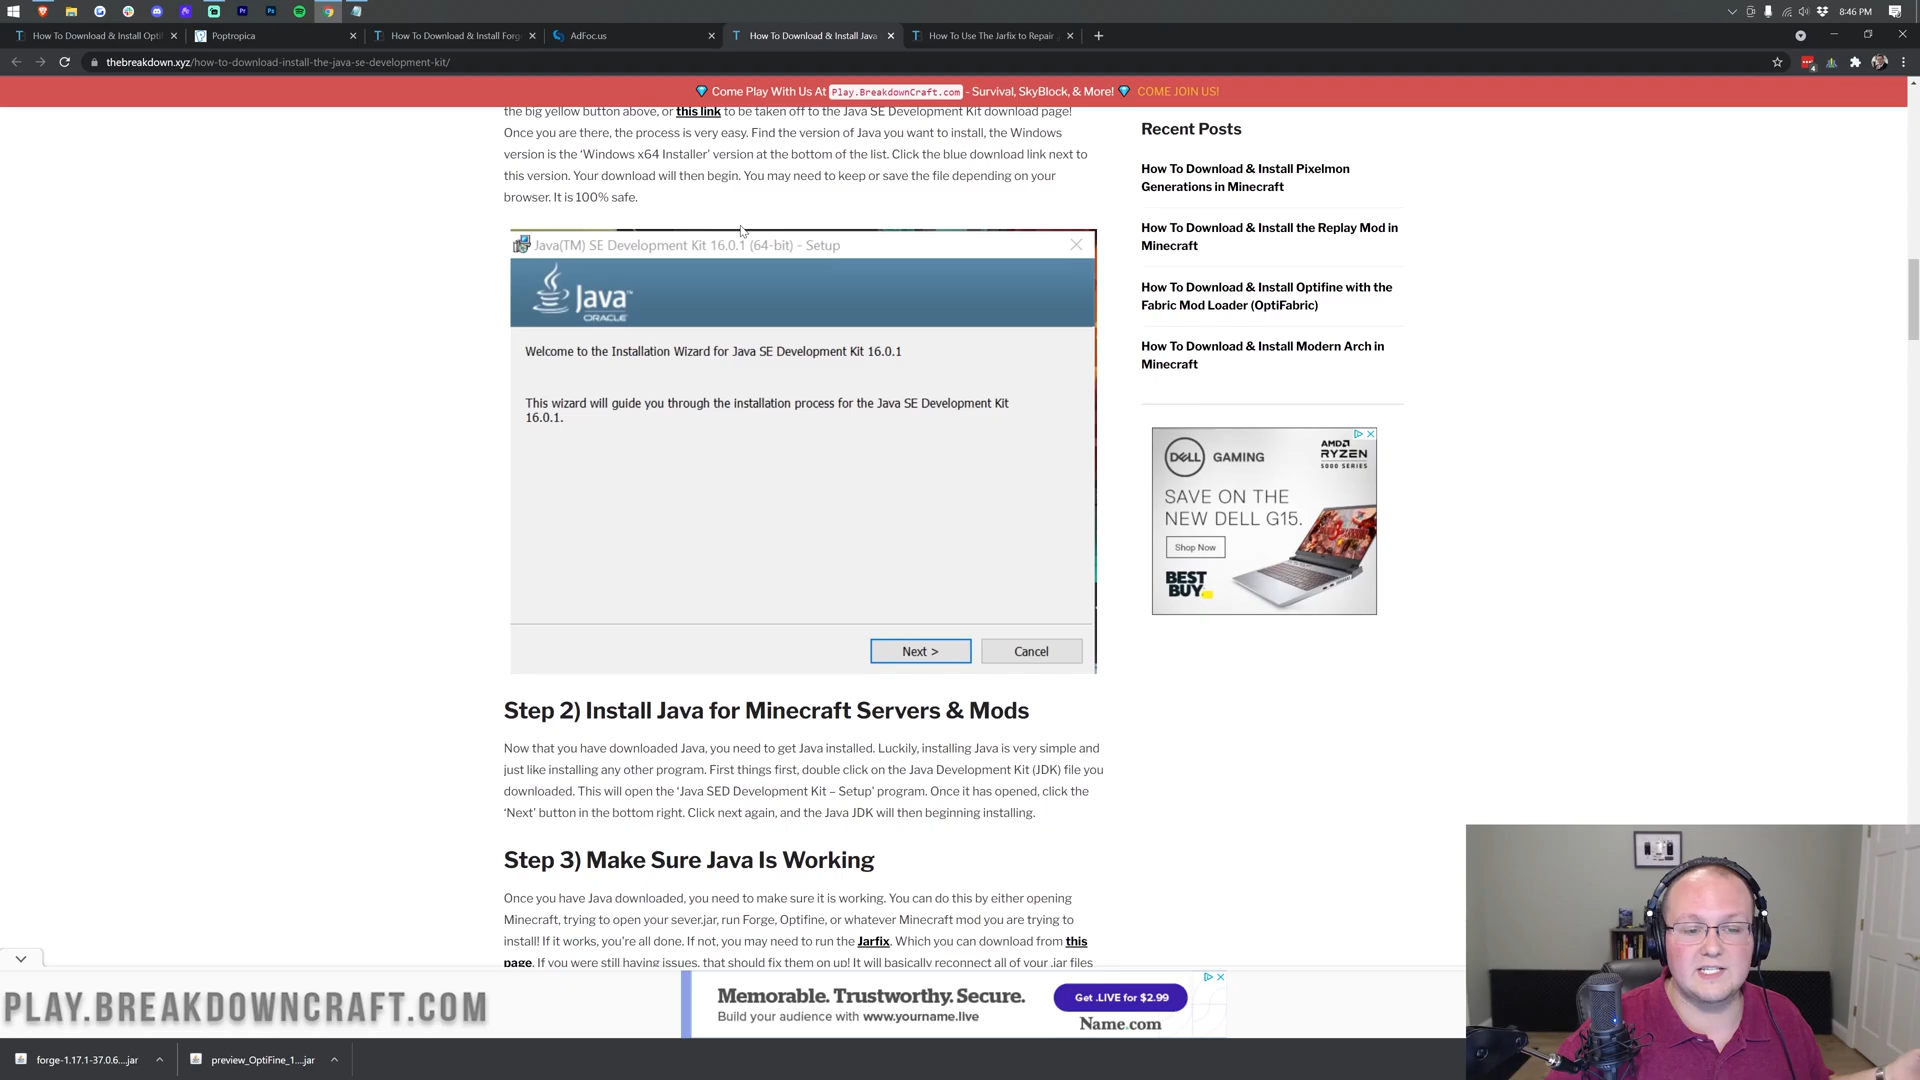 8:46 PM
How To Download & Install Opti
Poptropica
How To Download & Install Forg
AdFoc.us
How To Download & Install Java
How To Use The Jarfix to Repair
thebreakdown.xyz/how-to-download-install-the-java-se-development-kit/
4
Come Play With Us At Play.BreakdownCraft.com - Survival, SkyBlock, & More! COME JOIN US!
the big yellow button above, or this link to be taken off to the Java SE Development Kit download page!
Once you are there, the process is very easy. Find the version of Java you want to install, the Windows
version is the ‘Windows x64 Installer’ version at the bottom of the list. Click the blue download link next to
this version. Your download will then begin. You may need to keep or save the file depending on your
browser. It is 100% safe.
Java(TM) SE Development Kit 16.0.1 (64-bit) - Setup
Java™
ORACLE
Welcome to the Installation Wizard for Java SE Development Kit 16.0.1
This wizard will guide you through the installation process for the Java SE Development Kit
16.0.1.
Next >
Cancel
Step 2) Install Java for Minecraft Servers & Mods
Now that you have downloaded Java, you need to get Java installed. Luckily, installing Java is very simple and
just like installing any other program. First things first, double click on the Java Development Kit (JDK) file you
downloaded. This will open the ‘Java SED Development Kit – Setup’ program. Once it has opened, click the
‘Next’ button in the bottom right. Click next again, and the Java JDK will then beginning installing.
Step 3) Make Sure Java Is Working
Once you have Java downloaded, you need to make sure it is working. You can do this by either opening
Minecraft, trying to open your sever.jar, run Forge, Optifine, or whatever Minecraft mod you are trying to
install! If it works, you’re all done. If not, you may need to run the Jarfix. Which you can download from this
page. If you were still having issues, that should fix them on up! It will basically reconnect all of your .jar files
Recent Posts
How To Download & Install Pixelmon
Generations in Minecraft
How To Download & Install the Replay Mod in
Minecraft
How To Download & Install Optifine with the
Fabric Mod Loader (OptiFabric)
How To Download & Install Modern Arch in
Minecraft
DELL GAMING
AMD
RYZEN
5000 SERIES
SAVE ON THE
NEW DELL G15.
Shop Now
BEST
BUY
PLAY.BREAKDOWNCRAFT.COM
Memorable. Trustworthy. Secure.
Build your audience with www.yourname.live
Get .LIVE for $2.99
Name.com
forge-1.17.1-37.0.6....jar
preview_OptiFine_1....jar